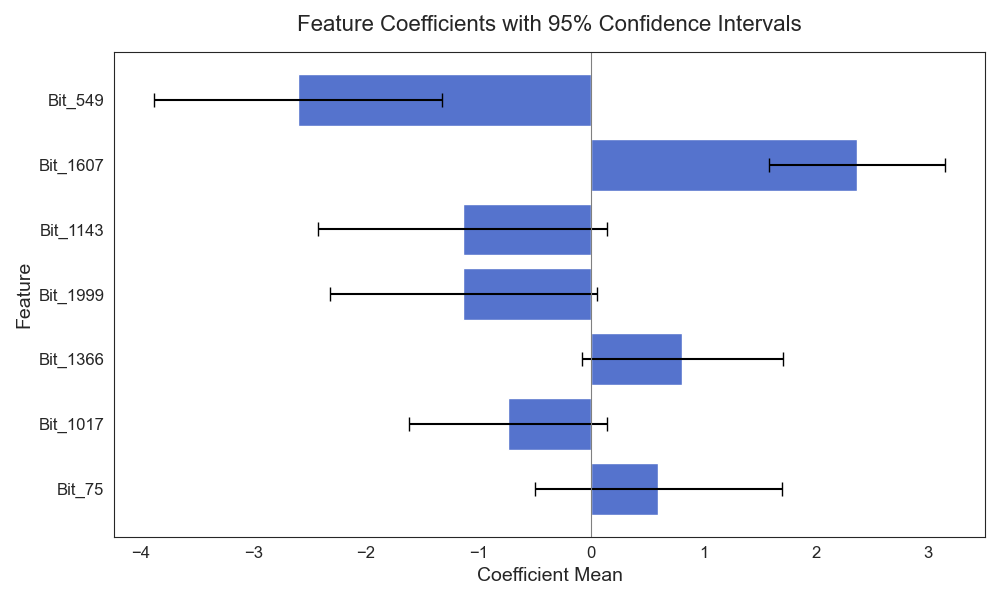 Feature Coefficients with 95% Confidence Intervals
Feature
Bit_549
Bit_1607
Bit_1143
Bit_1999
Bit_1366
Bit_1017
Bit_75
−4 −3 −2 −1 0 1 2 3
Coefficient Mean